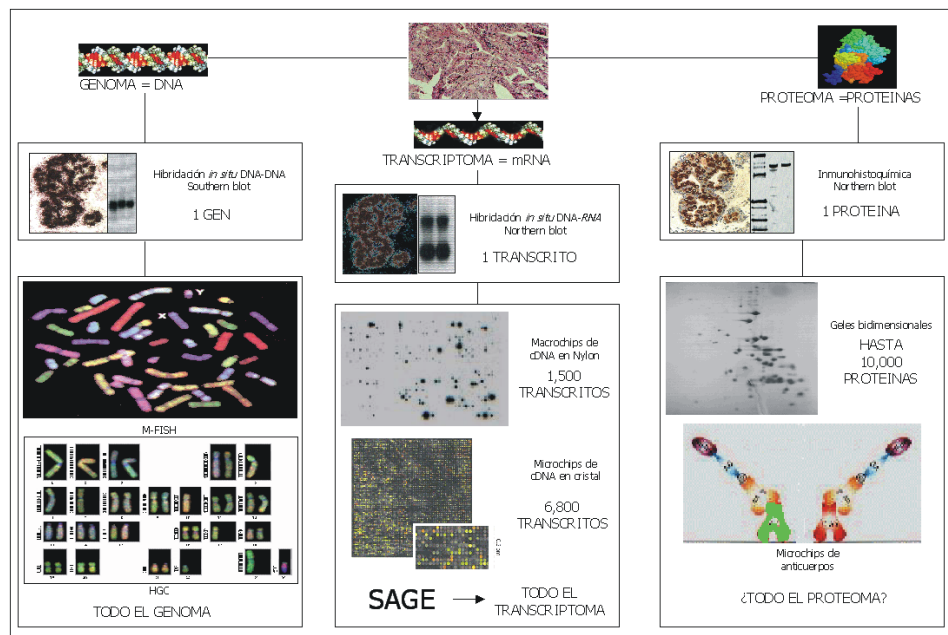 GENOMA = DNA
PROTEOMA =PROTEINAS
TRANSCRIPTOMA = mRNA
Hibridación in situ DNA-DNA
Southern blot
1 GEN
Hibridación in situ DNA-RNA
Northern blot
1 TRANSCRITO
Inmunohistoquímica
Northern blot
1 PROTEINA
Y
X
M-FISH
HGC
TODO EL GENOMA
Macrochips de
cDNA en Nylon
1,500
TRANSCRITOS
Microchips de
cDNA en cristal
6,800
TRANSCRITOS
SAGE
TODO EL
TRANSCRIPTOMA
Geles bidimensionales
HASTA
10,000
PROTEINAS
Microchips de
anticuerpos
¿TODO EL PROTEOMA?